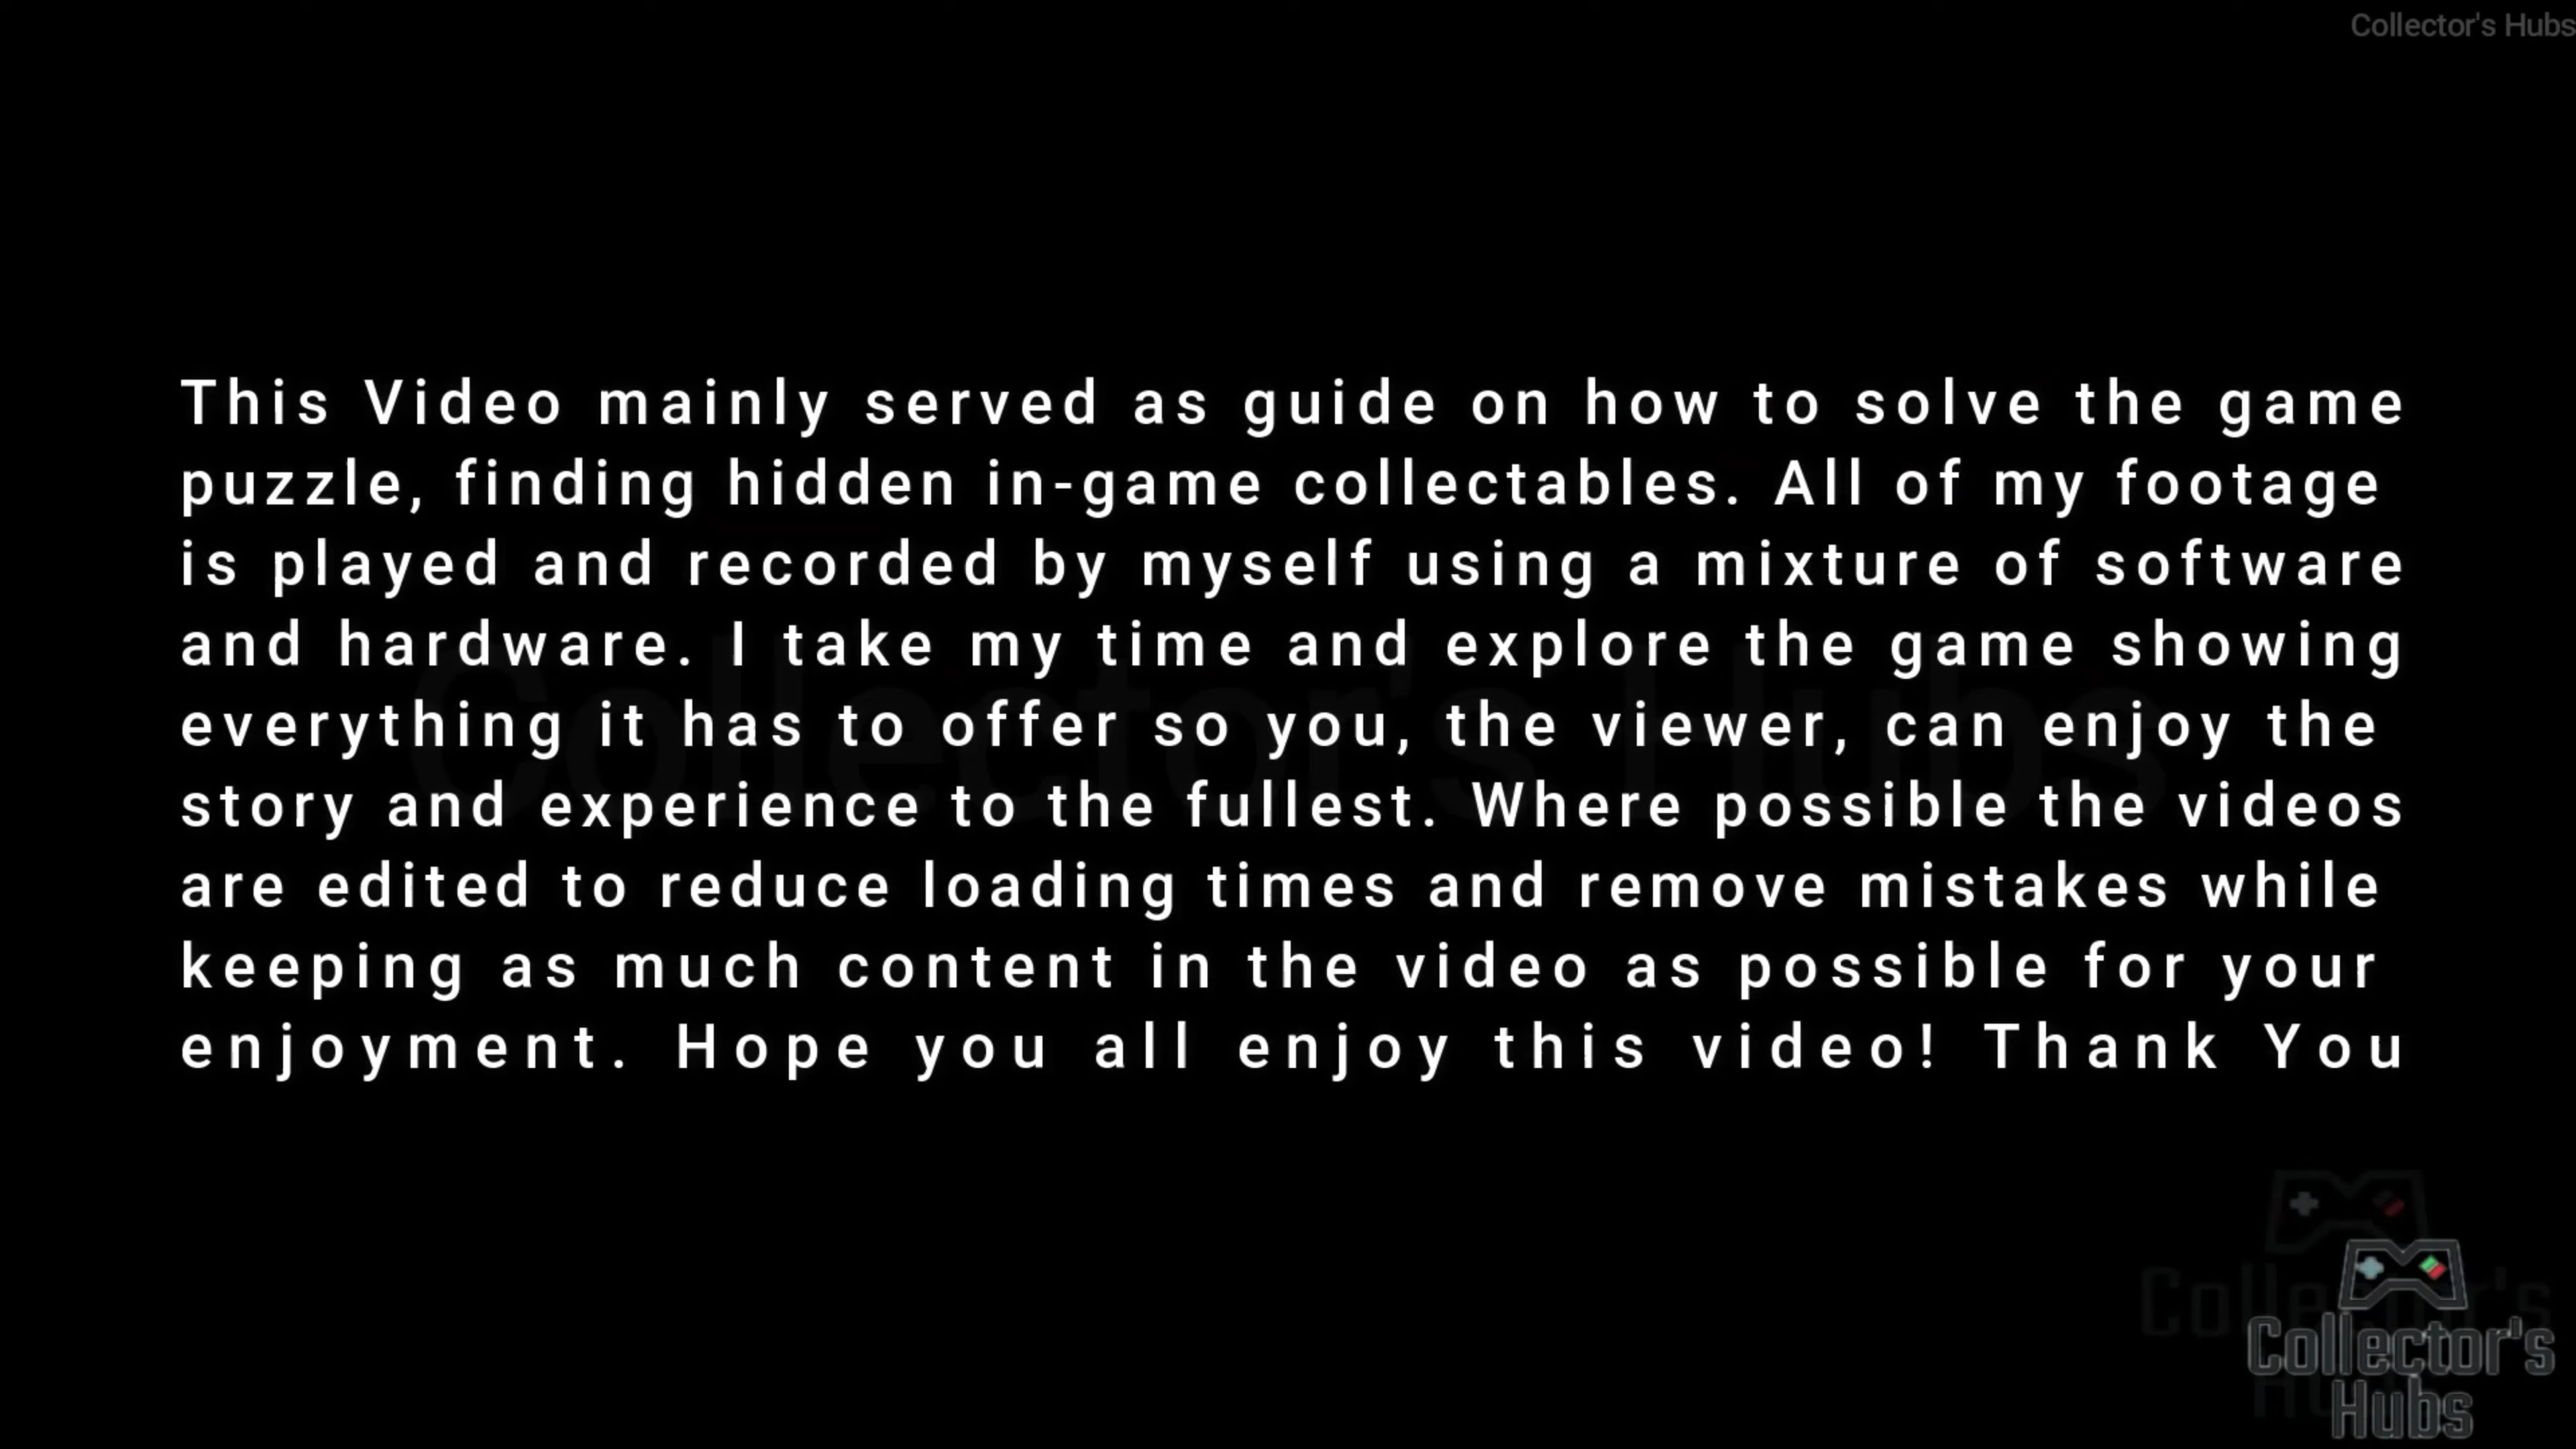 Collector's Hubs
This Video mainly served as guide on how to solve the game
puzzle, finding hidden in-game collectables. All of my footage
is played and recorded by myself using a mixture of software
and hardware. I take my time and explore the game showing
everything it has to offer so you, the viewer, can enjoy the
story and experience to the fullest. Where possible the videos
are edited to reduce loading times and remove mistakes while
keeping as much content in the video as possible for your
enjoyment. Hope you all enjoy this video! Thank You
Collector's Hubs
Collector's
Collector's
Hubs